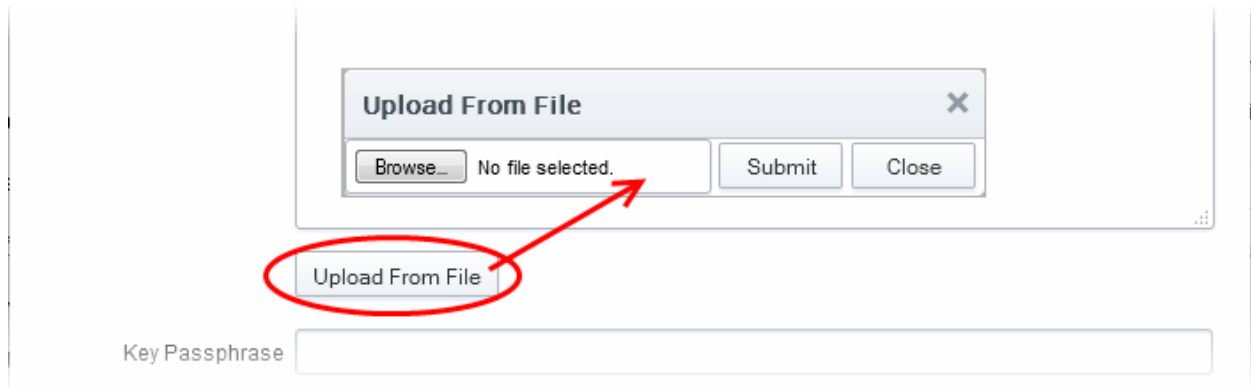 Upload From File
Browse... No file selected. Submit Close
Upload From File
Key Passphrase